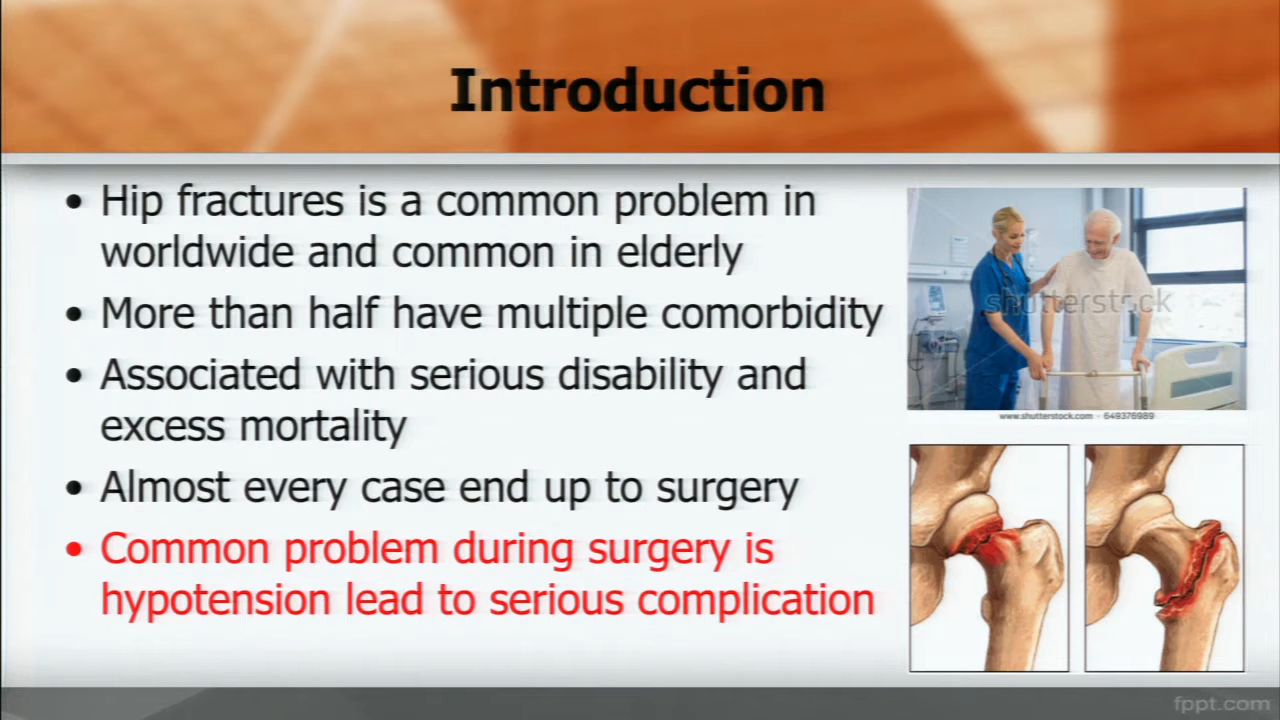 Introduction
• Hip fractures is a common problem in
worldwide and common in elderly
• More than half have multiple comorbidity
• Associated with serious disability and
excess mortality
• Almost every case end up to surgery
• Common problem during surgery is
hypotension lead to serious complication
shutterstock
www.shutterstock.com · 649376989
fppt.com